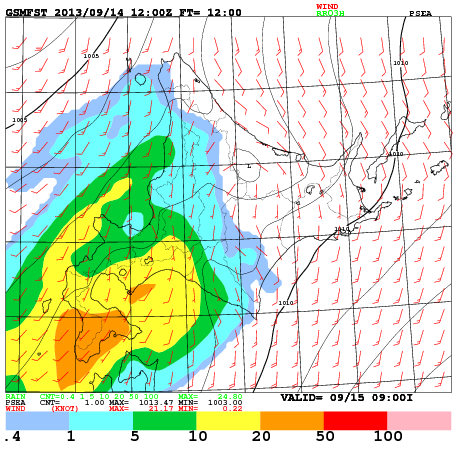 GSMFST 2013/09/14 12:00Z FT= 12:00
WIND
RRO3H
PSEA
1005
1010
1005
1010
L
1010
1010
RAIN CNT=0.4 1 5 10 20 50 100 MAX= 24.80
PSEA CNT= 1.00 MAX= 1013.47 MIN= 1003.00
WIND (KNOT) MAX= 21.17 MIN= 0.22
VALID= 09/15 09:00I
.4 1 5 10 20 50 100